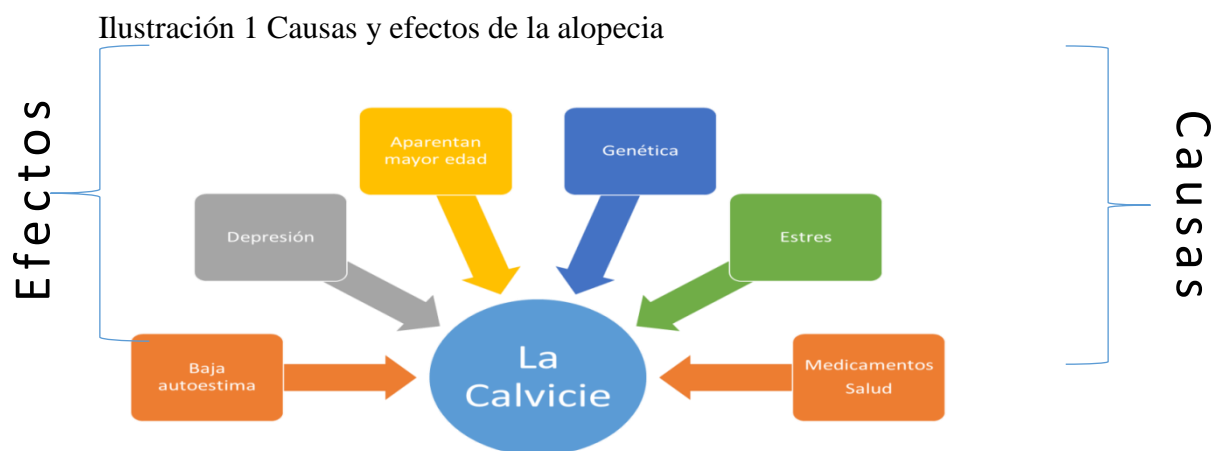 Ilustración 1 Causas y efectos de la alopecia
Efectos
Aparentan
mayor edad
Genética
Depresión
Estres
Baja
autoestima
La
Calvicie
Medicamentos
Salud
Causas